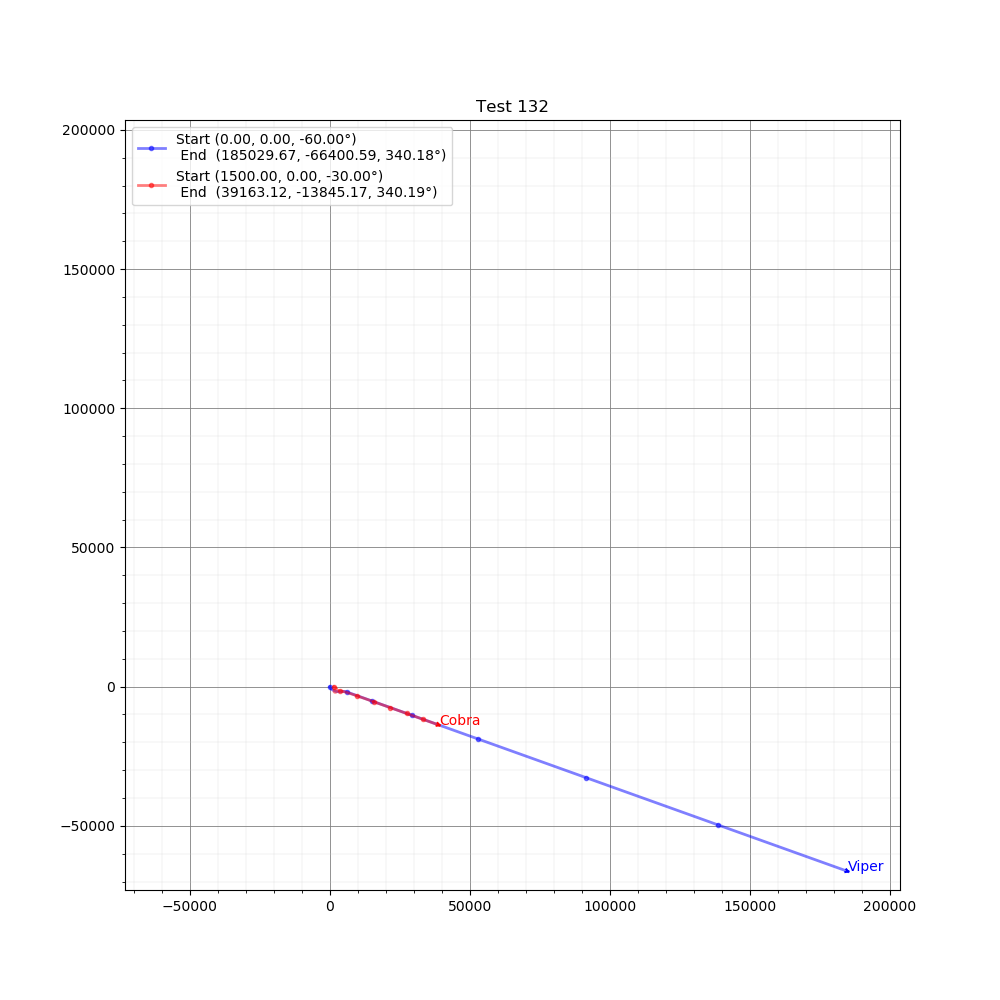 Test 132
Start (0.00, 0.00, -60.00°)
End (185029.67, -66400.59, 340.18°)
Start (1500.00, 0.00, -30.00°)
End (39163.12, -13845.17, 340.19°)
200000
150000
100000
50000
0
−50000
Cobra
Viper
−50000 0 50000 100000 150000 200000